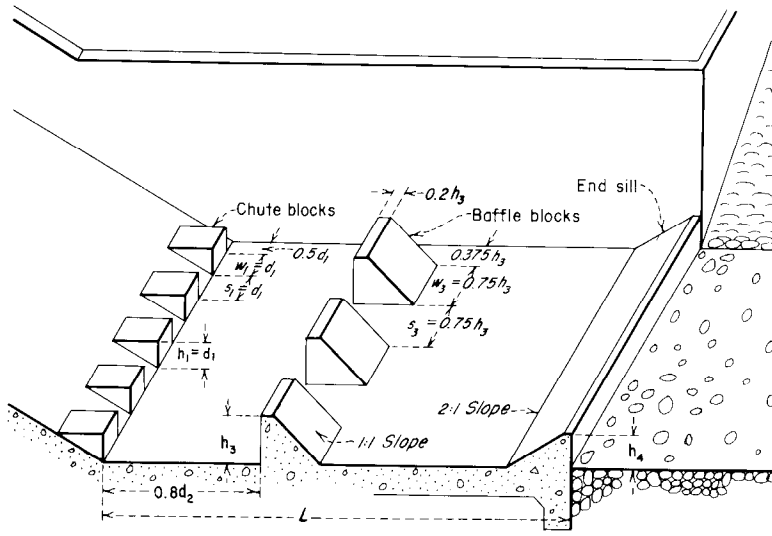 0.2h₃
End sill
Chute blocks
Baffle blocks
0.5d₁
0.375h₃
w₁=d₁
w₃=0.75h₃
s₁=d₁
s₃=0.75h₃
h₁=d₁
2:1 Slope
h₃
1:1 Slope
h₄
0.8d₂
L